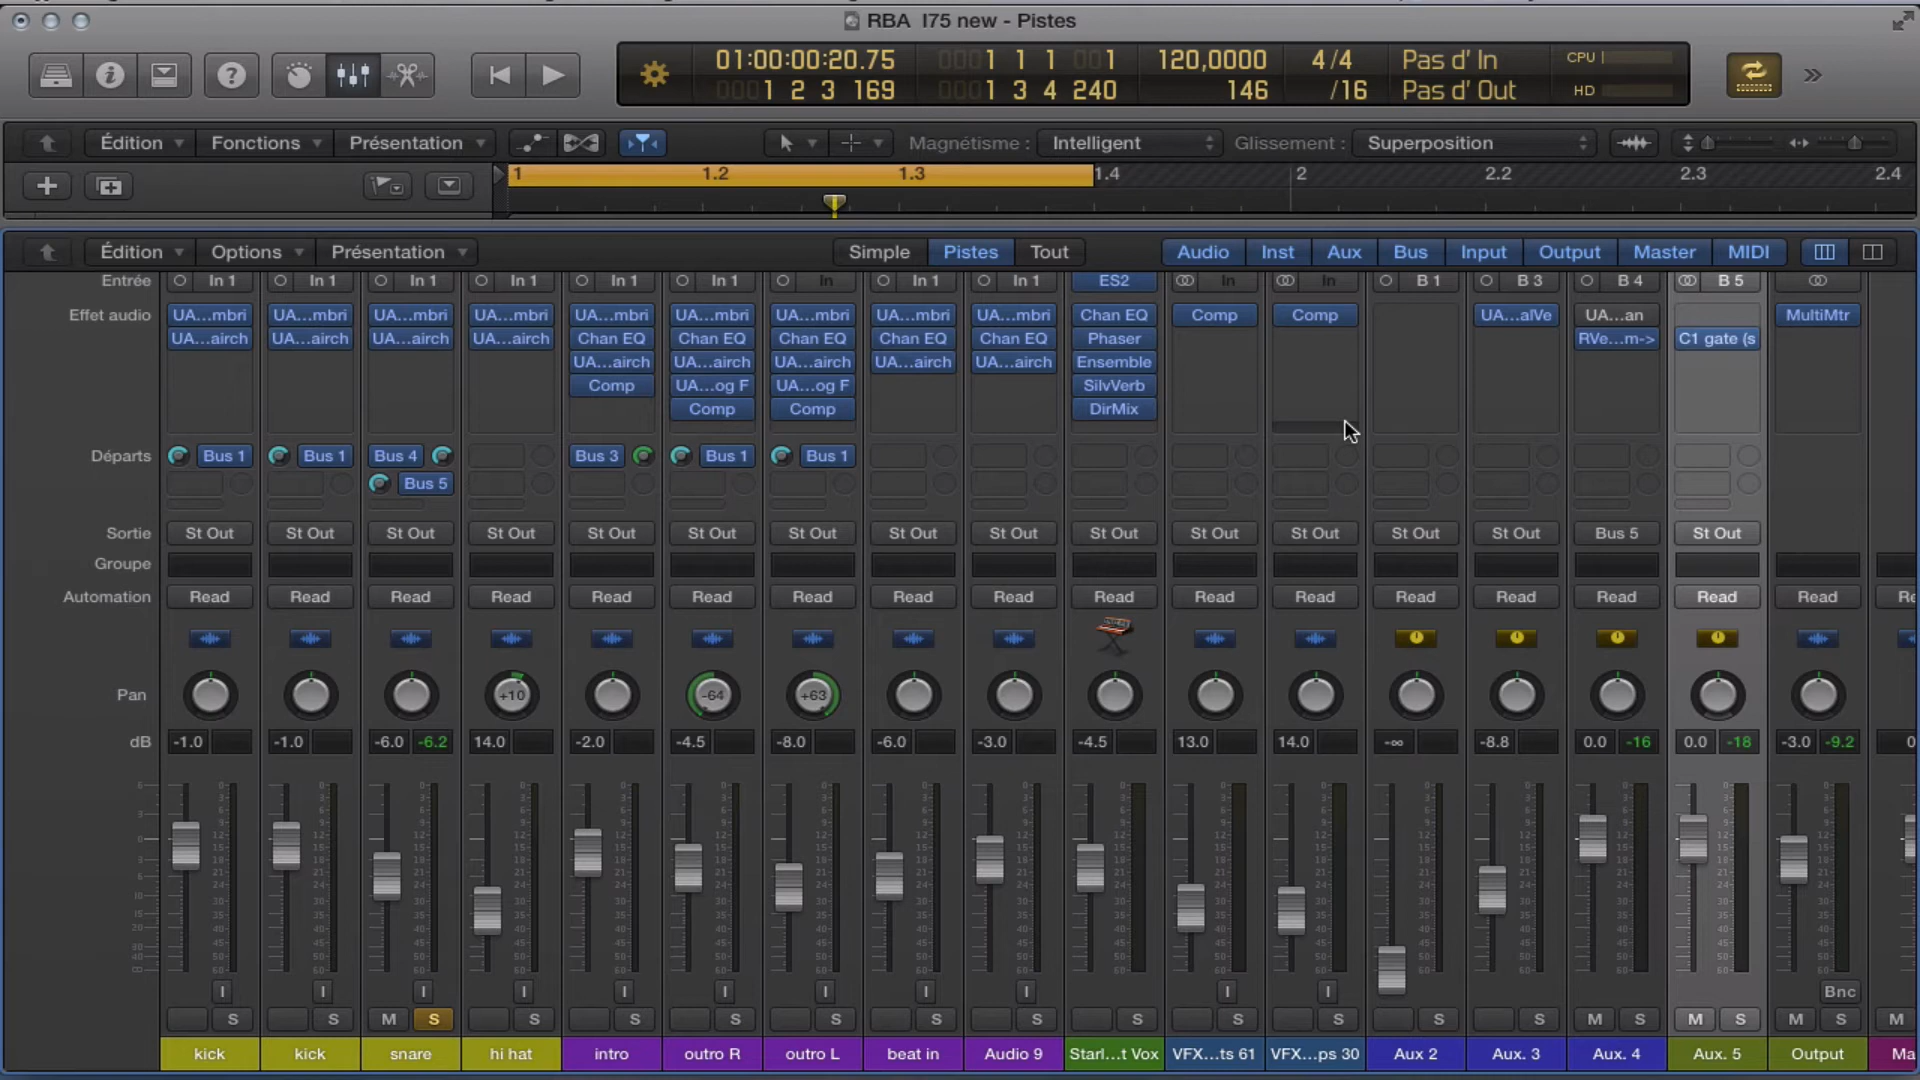 RBA I75 new - Pistes
01:00:00:20.75 0001 1 1 001 120,0000 4/4 Pas d' In CPU
0001 2 3 169 0001 3 4 240 146 /16 Pas d' Out HD
Édition Fonctions Présentation Magnétisme : Intelligent Glissement : Superposition
1 1.2 1.3 1.4 2 2.2 2.3 2.4
Édition Options Présentation Simple Pistes Tout Audio Inst Aux Bus Input Output Master MIDI
Entrée In 1 In 1 In 1 In 1 In 1 In 1 In In 1 In 1 ES2 In In B 1 B 3 B 4 B 5
Effet audio UA...mbri UA...mbri UA...mbri UA...mbri UA...mbri UA...mbri UA...mbri UA...mbri UA...mbri Chan EQ Comp Comp UA...alVe UA...an MultiMtr
UA...airch UA...airch UA...airch UA...airch Chan EQ Chan EQ Chan EQ Chan EQ Chan EQ Phaser RVe...m-> C1 gate (s
UA...airch UA...airch UA...airch UA...airch UA...airch Ensemble
Comp UA...og F UA...og F SilvVerb
Comp Comp DirMix
Départs Bus 1 Bus 1 Bus 4 Bus 3 Bus 1 Bus 1
Bus 5
Sortie St Out St Out St Out St Out St Out St Out St Out St Out St Out St Out St Out St Out St Out St Out Bus 5 St Out
Groupe
Automation Read Read Read Read Read Read Read Read Read Read Read Read Read Read Read Read Read Re
Pan +10 -64 +63
dB -1.0 -1.0 -6.0 -6.2 14.0 -2.0 -4.5 -8.0 -6.0 -3.0 -4.5 13.0 14.0 -∞ -8.8 0.0 -16 0.0 -18 -3.0 -9.2 0
I I I I I I I I I I I Bnc
S S M S S S S S S S S S S S S M S M S M S M
kick kick snare hi hat intro outro R outro L beat in Audio 9 Starl...t Vox VFX...ts 61 VFX...ps 30 Aux 2 Aux. 3 Aux. 4 Aux. 5 Output Ma